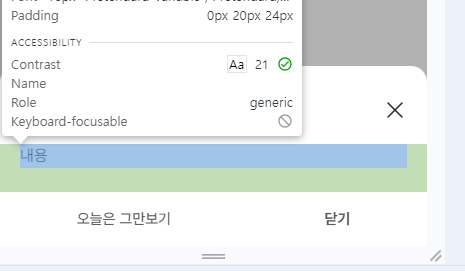 Padding 0px 20px 24px
ACCESSIBILITY
Contrast Aa 21
Name
Role generic
Keyboard-focusable
내용
오늘은 그만보기 닫기